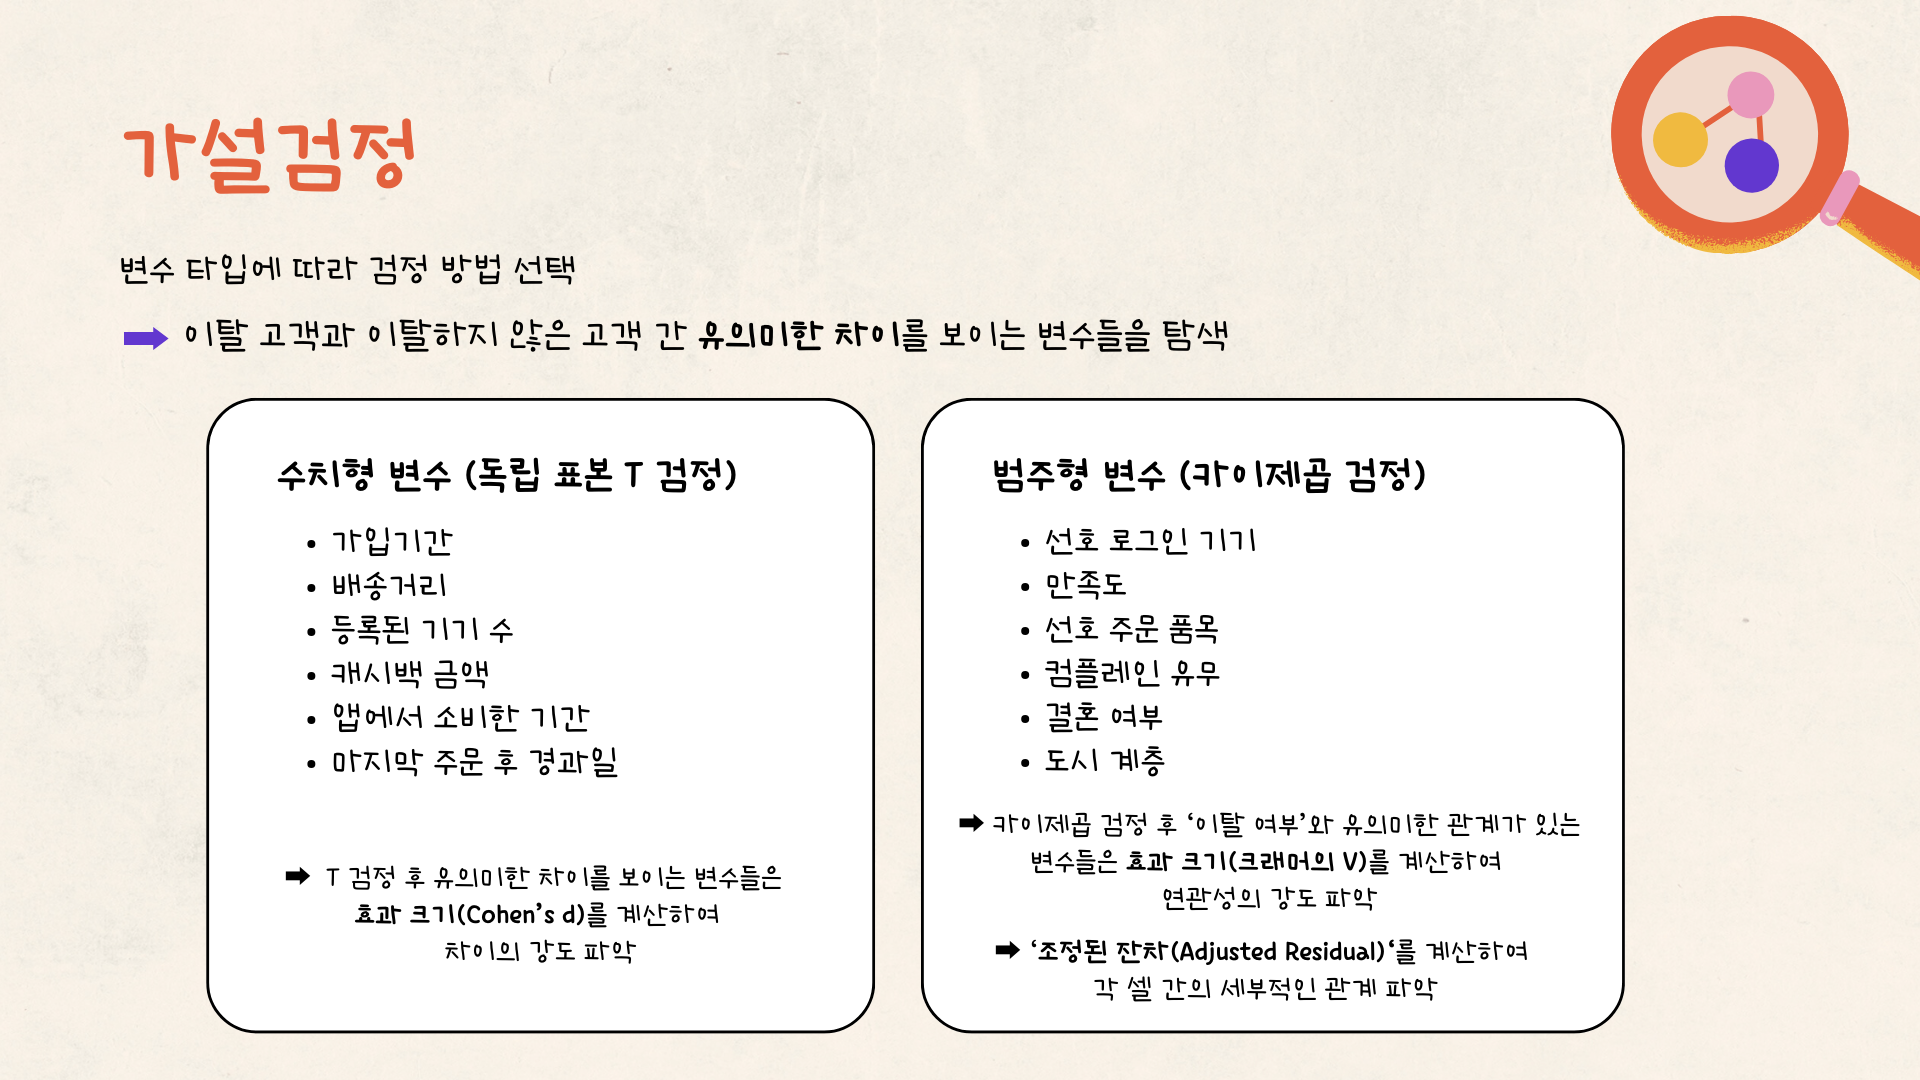 가설검정
변수 타입에 따라 검정 방법 선택
이탈 고객과 이탈하지 않은 고객 간 유의미한 차이를 보이는 변수들을 탐색
수치형 변수 (독립 표본 T 검정)
• 가입기간
• 배송거리
• 등록된 기기 수
• 캐시백 금액
• 앱에서 소비한 기간
• 마지막 주문 후 경과일
T 검정 후 유의미한 차이를 보이는 변수들은
효과 크기(Cohen’s d)를 계산하여
차이의 강도 파악
범주형 변수 (카이제곱 검정)
• 선호 로그인 기기
• 만족도
• 선호 주문 품목
• 컴플레인 유무
• 결혼 여부
• 도시 계층
카이제곱 검정 후 ‘이탈 여부’와 유의미한 관계가 있는
변수들은 효과 크기(크래머의 V)를 계산하여
연관성의 강도 파악
‘조정된 잔차(Adjusted Residual)‘를 계산하여
각 셀 간의 세부적인 관계 파악